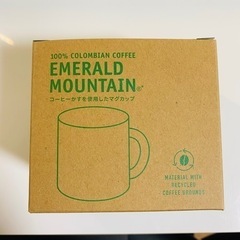 100% COLOMBIAN COFFEE
EMERALD
MOUNTAIN®
コーヒーかすを使用したマグカップ
MATERIAL WITH
RECYCLED
COFFEE GROUNDS